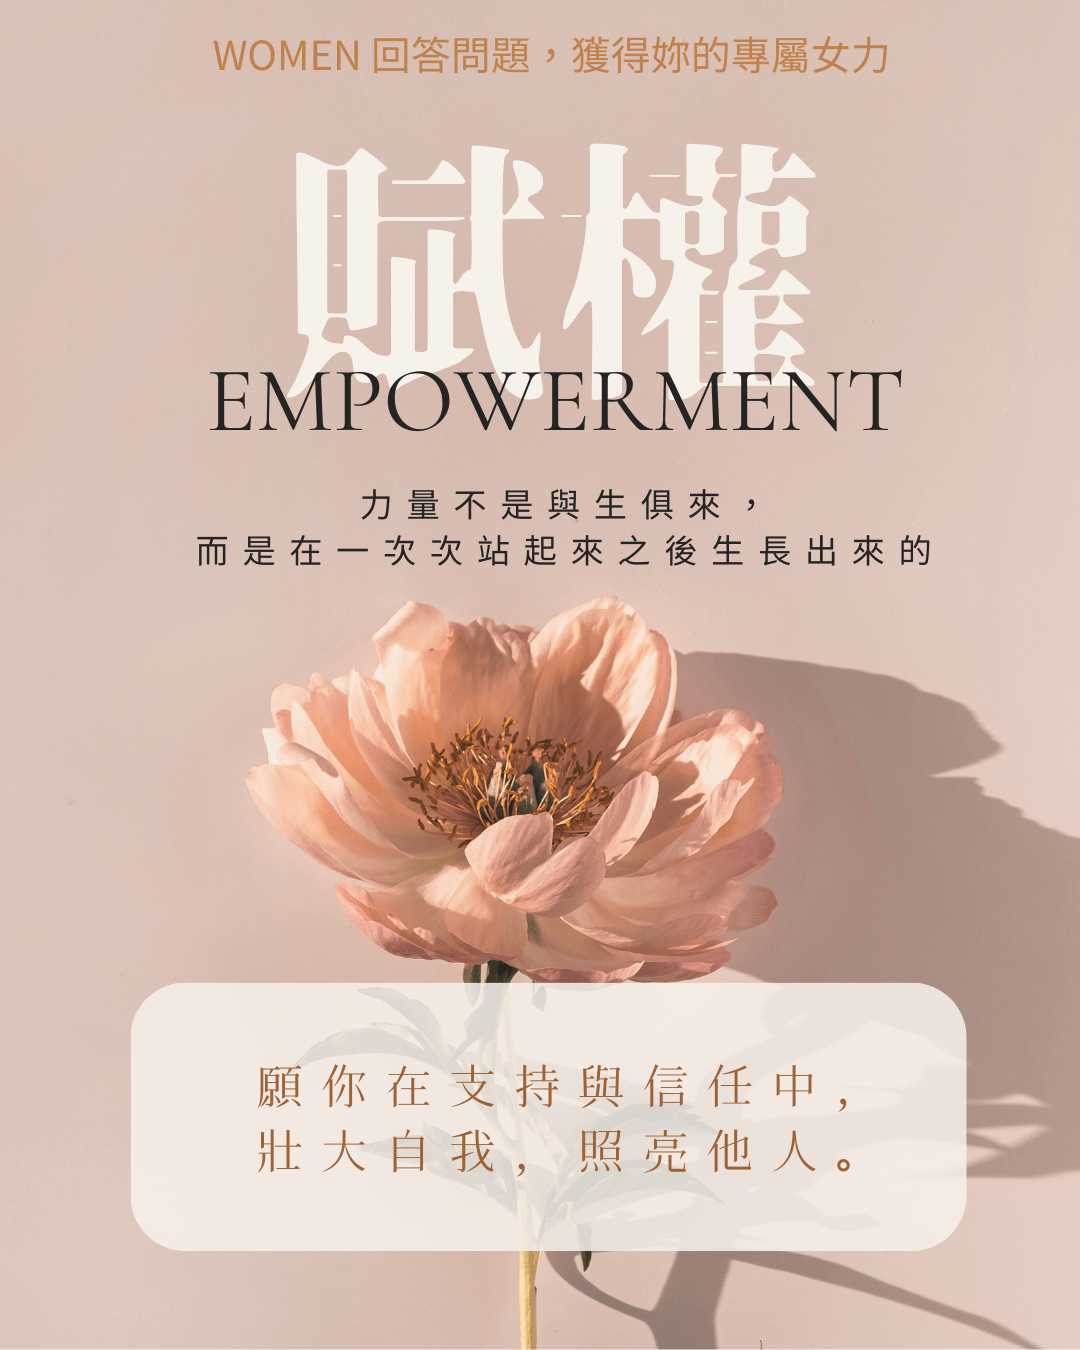 WOMEN 回答問題，獲得妳的專屬女力
賦權
EMPOWERMENT
力量不是與生俱來，
而是在一次次站起來之後生長出來的
願你在支持與信任中，
壯大自我，照亮他人。